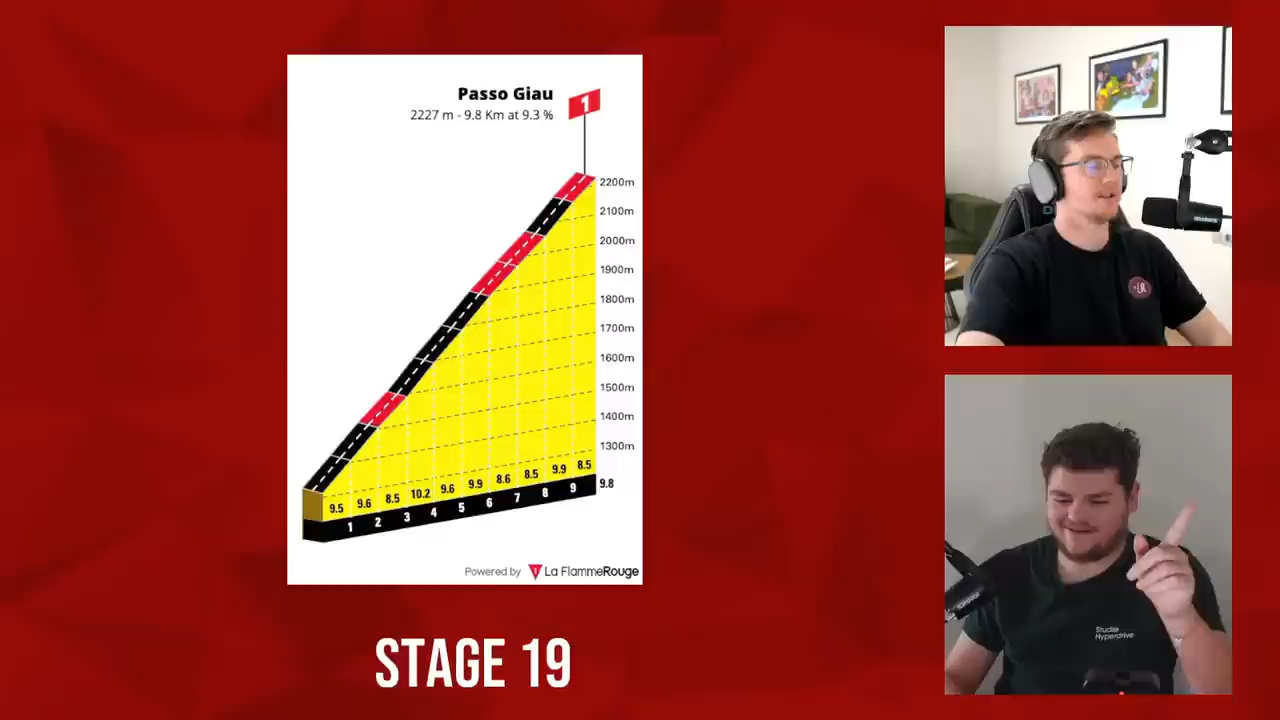 Passo Giau
1
2227 m - 9.8 Km at 9.3 %
2200m
2100m
2000m
1900m
1800m
1700m
1600m
1500m
1400m
1300m
9.5 9.6 8.5 10.2 9.6 9.9 8.6 8.5 9.9 8.5
1 2 3 4 5 6 7 8 9 9.8
Powered by La FlammeRouge
STAGE 19
Studio
Hyperdrive